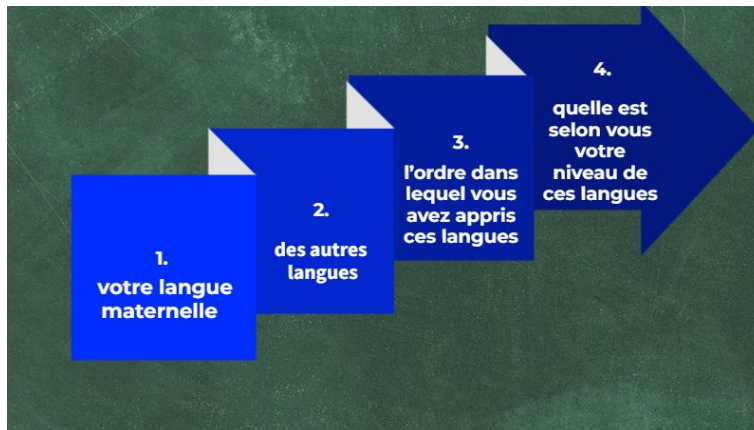 1.
votre langue
maternelle
2.
des autres
langues
3.
l'ordre dans
lequel vous
avez appris
ces langues
4.
quelle est
selon vous
votre
niveau de
ces langues